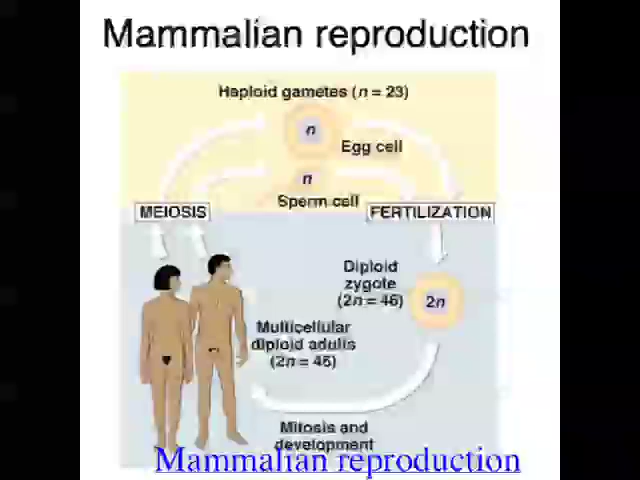 Mammalian reproduction
Haploid gametes (n = 23)
n
Egg cell
n
Sperm cell
MEIOSIS
FERTILIZATION
Diploid
zygote
(2n = 46)
2n
Multicellular
diploid adults
(2n = 46)
Mitosis and
development
Mammalian reproduction